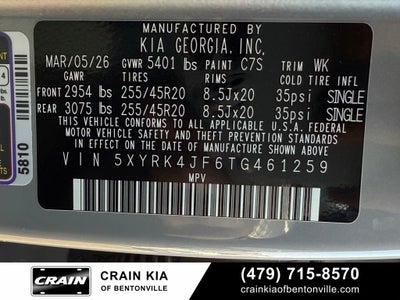 MANUFACTURED BY
KIA GEORGIA, INC.
MAR/05/26 GVWR 5401 lbs PAINT C7S TRIM WK
GAWR TIRES RIMS COLD TIRE INFL
FRONT 2954 lbs 255/45R20 8.5Jx20 35psi SINGLE
REAR 3075 lbs 255/45R20 8.5Jx20 35psi SINGLE
THIS VEHICLE CONFORMS TO ALL APPLICABLE U.S. FEDERAL
MOTOR VEHICLE SAFETY AND THEFT PREVENTION STANDARDS
IN EFFECT ON THE DATE OF MANUFACTURE SHOWN ABOVE.
VIN 5XYRK4JF6TG461259
MPV
4
5810
CRAIN
CRAIN KIA
OF BENTONVILLE
(479) 715-8570
crainkiaofbentonville.com